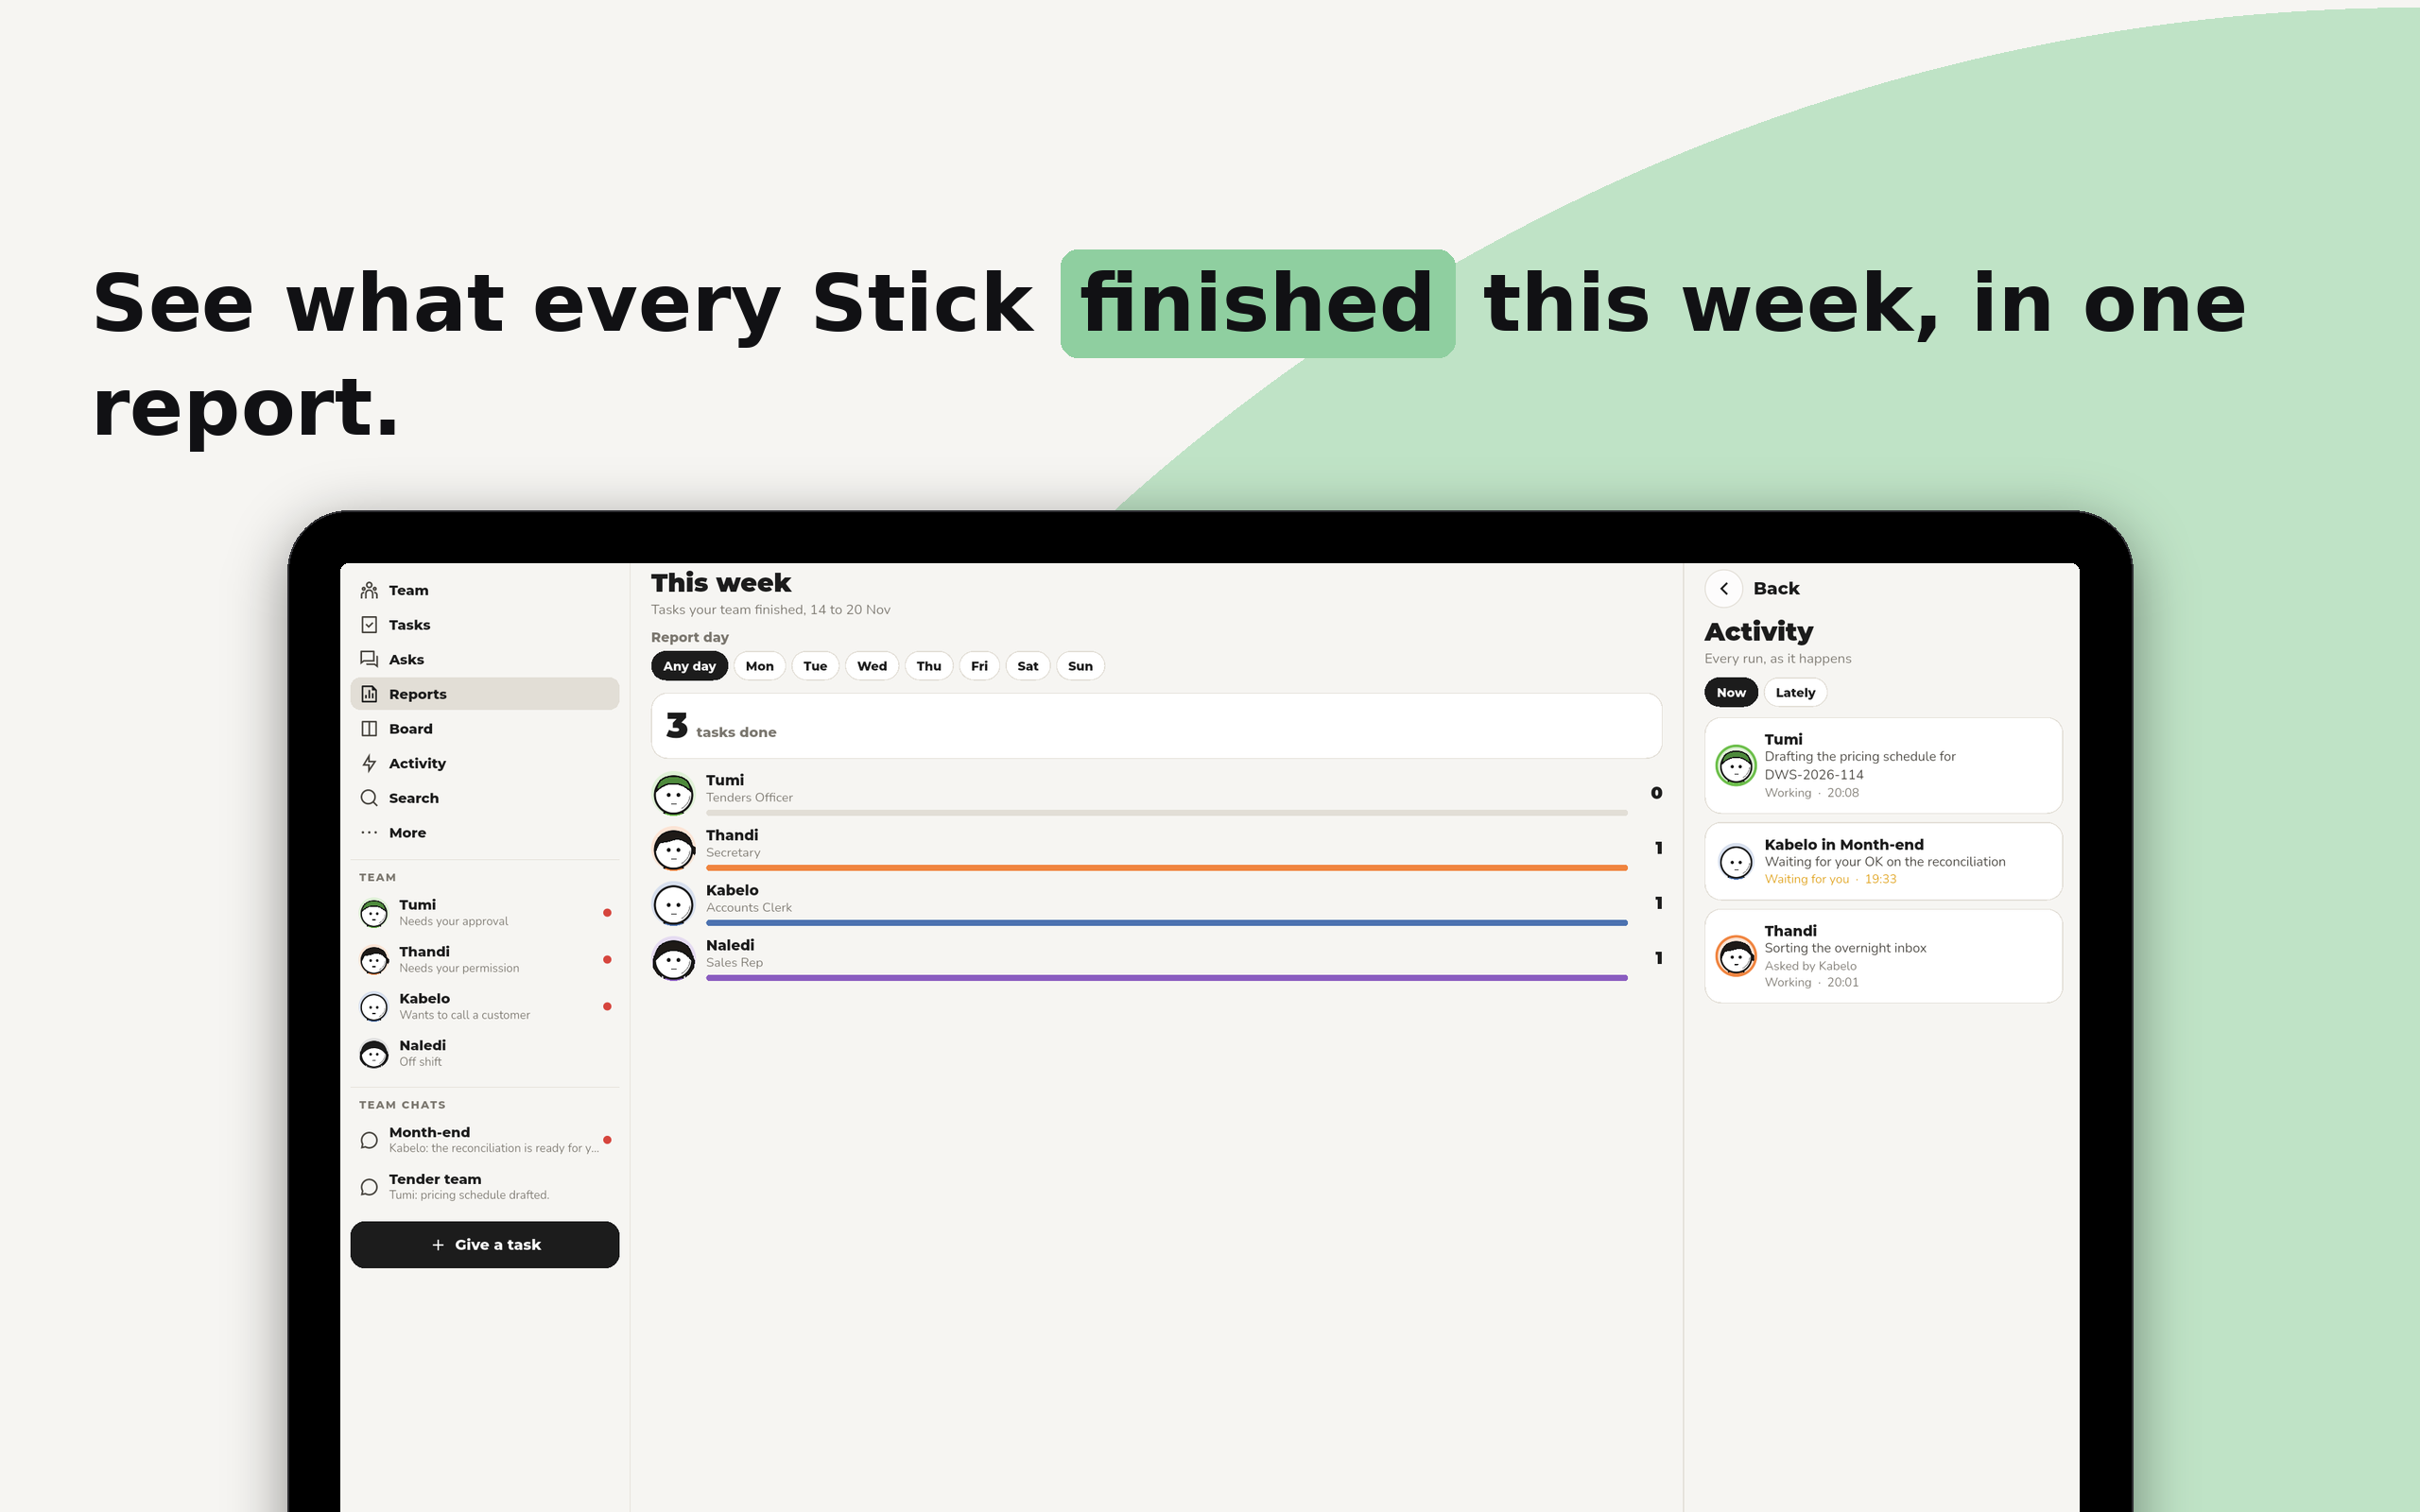 See what every Stick finished this week, in one
report.
Team
Tasks
Asks
Reports
Board
Activity
Search
More
TEAM
Tumi
Needs your approval
Thandi
Needs your permission
Kabelo
Wants to call a customer
Naledi
Off shift
TEAM CHATS
Month-end
Kabelo: the reconciliation is ready for y...
Tender team
Tumi: pricing schedule drafted.
+ Give a task
This week
Tasks your team finished, 14 to 20 Nov
Report day
Any day Mon Tue Wed Thu Fri Sat Sun
3 tasks done
Tumi
Tenders Officer
0
Thandi
Secretary
1
Kabelo
Accounts Clerk
1
Naledi
Sales Rep
1
Back
Activity
Every run, as it happens
Now Lately
Tumi
Drafting the pricing schedule for
DWS-2026-114
Working · 20:08
Kabelo in Month-end
Waiting for your OK on the reconciliation
Waiting for you · 19:33
Thandi
Sorting the overnight inbox
Asked by Kabelo
Working · 20:01